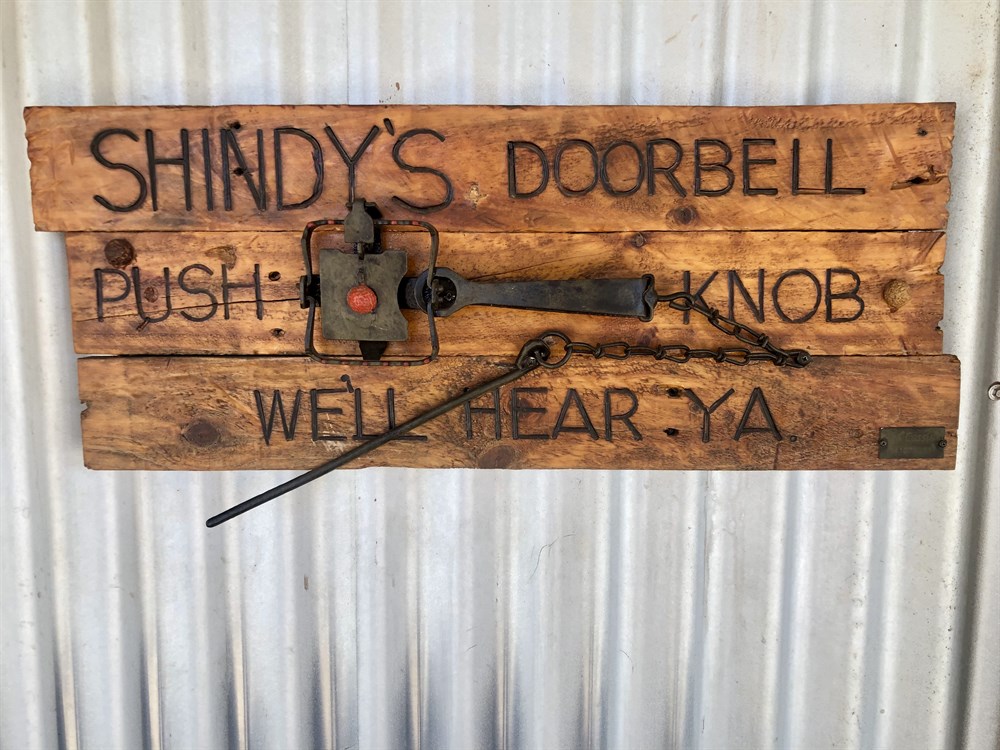 SHINDY'S DOORBELL
PUSH KNOB
WE'LL HEAR YA.